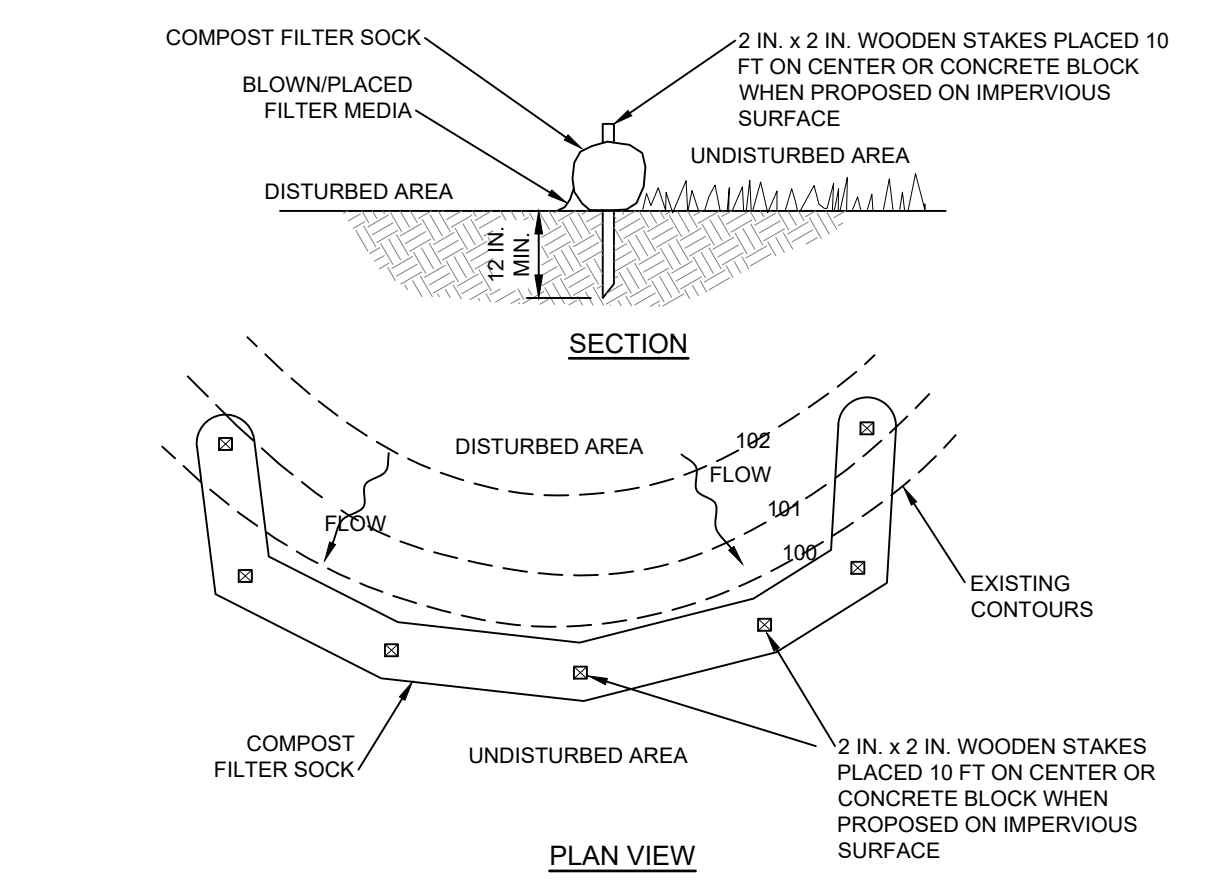 COMPOST FILTER SOCK
BLOWN/PLACED
FILTER MEDIA
2 IN. x 2 IN. WOODEN STAKES PLACED 10
FT ON CENTER OR CONCRETE BLOCK
WHEN PROPOSED ON IMPERVIOUS
SURFACE
UNDISTURBED AREA
DISTURBED AREA
12 IN.
MIN.
SECTION
DISTURBED AREA
102
FLOW
101
FLOW
100
EXISTING
CONTOURS
COMPOST
FILTER SOCK
UNDISTURBED AREA
2 IN. x 2 IN. WOODEN STAKES
PLACED 10 FT ON CENTER OR
CONCRETE BLOCK WHEN
PROPOSED ON IMPERVIOUS
SURFACE
PLAN VIEW